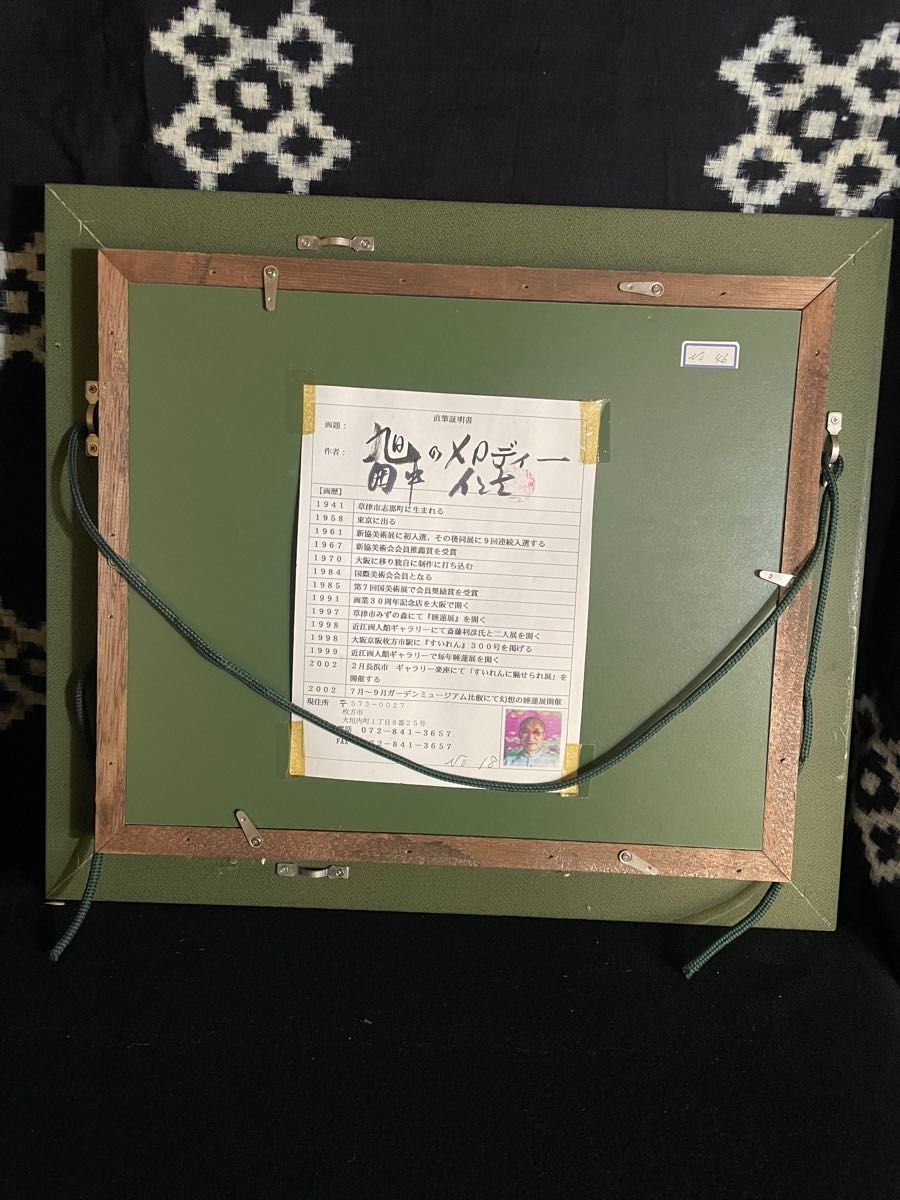 No 46
直筆証明書
画題：
旭のメロディー
作者：
田中
【画歴】
1941 草津市志那町に生まれる
1958 東京に出る
1961 新協美術展に初入選、その後同展に9回連続入選する
1967 新協美術会会員推薦賞を受賞
1970 大阪に移り独自に制作に打ち込む
1984 国際美術会会員となる
1985 第7回国美術展で会員奨励賞を受賞
1991 画業30周年記念店を大阪で開く
1997 草津市みずの森にて『睡蓮展』を開く
1998 近江画人館ギャラリーにて斎藤利彦氏と二人展を開く
1998 大阪京阪枚方市駅に『すいれん』300号を掲げる
1999 近江画人館ギャラリーで毎年睡蓮展を開く
2002 2月長浜市 ギャラリー楽座にて「すいれんに魅せられ展」を
開催する
2002 7月～9月ガーデンミュージアム比叡にて幻想の睡蓮展開催
現住所 〒573-0027
枚方市
大垣内町1丁目8番25号
072-841-3657
FAX 072-841-3657
No 18